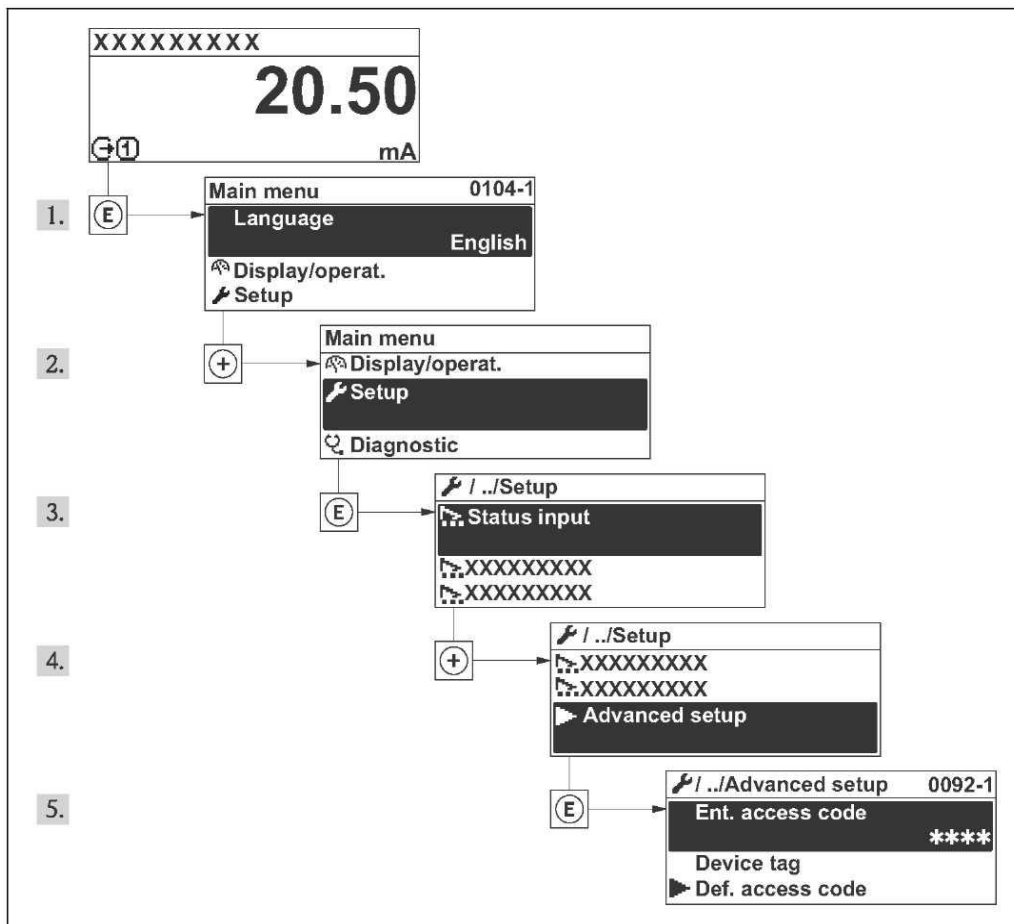 XXXXXXXXX
20.50
1 mA
1. E Main menu 0104-1
Language
English
Display/operat.
Setup
2. + Main menu
Display/operat.
Setup
Diagnostic
3. E / ../Setup
Status input
XXXXXXXXX
XXXXXXXXX
4. + / ../Setup
XXXXXXXXX
XXXXXXXXX
Advanced setup
5. E / ../Advanced setup 0092-1
Ent. access code
****
Device tag
Def. access code